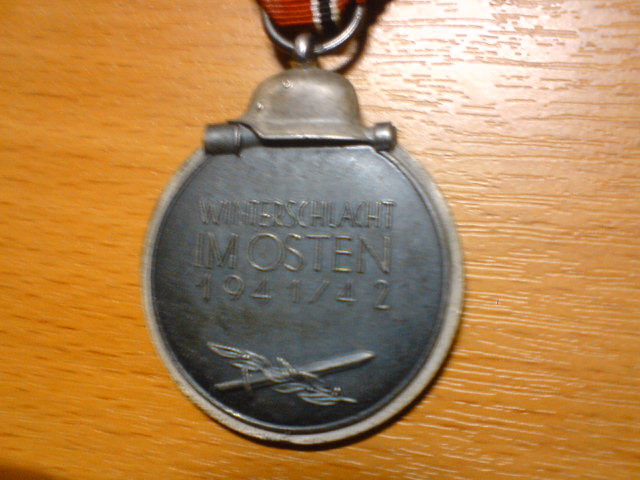 WINTERSCHLACHT
IM OSTEN
1941/42